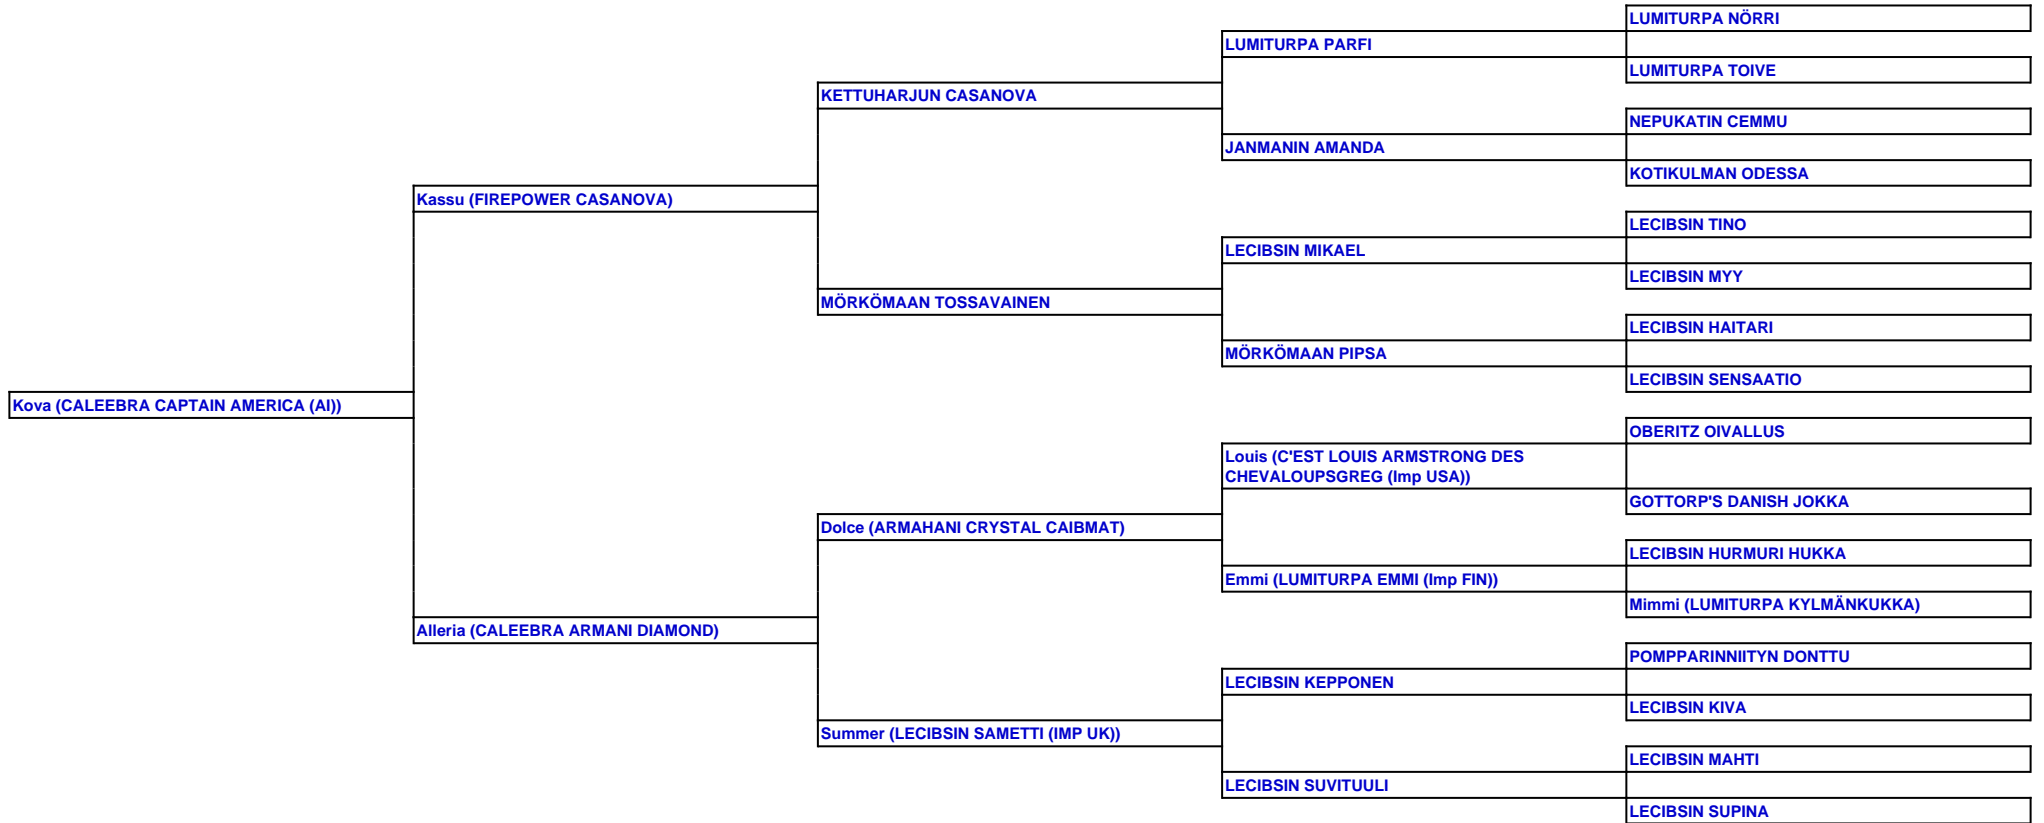 LUMITURPA NÖRRI
LUMITURPA PARFI
LUMITURPA TOIVE
KETTUHARJUN CASANOVA
NEPUKATIN CEMMU
JANMANIN AMANDA
KOTIKULMAN ODESSA
Kassu (FIREPOWER CASANOVA)
LECIBSIN TINO
LECIBSIN MIKAEL
LECIBSIN MYY
MÖRKÖMAAN TOSSAVAINEN
LECIBSIN HAITARI
MÖRKÖMAAN PIPSA
LECIBSIN SENSAATIO
Kova (CALEEBRA CAPTAIN AMERICA (AI))
OBERITZ OIVALLUS
Louis (C'EST LOUIS ARMSTRONG DES
CHEVALOUPSGREG (Imp USA))
GOTTORP'S DANISH JOKKA
Dolce (ARMAHANI CRYSTAL CAIBMAT)
LECIBSIN HURMURI HUKKA
Emmi (LUMITURPA EMMI (Imp FIN))
Mimmi (LUMITURPA KYLMÄNKUKKA)
Alleria (CALEEBRA ARMANI DIAMOND)
POMPPARINNIITYN DONTTU
LECIBSIN KEPPONEN
LECIBSIN KIVA
Summer (LECIBSIN SAMETTI (IMP UK))
LECIBSIN MAHTI
LECIBSIN SUVITUULI
LECIBSIN SUPINA